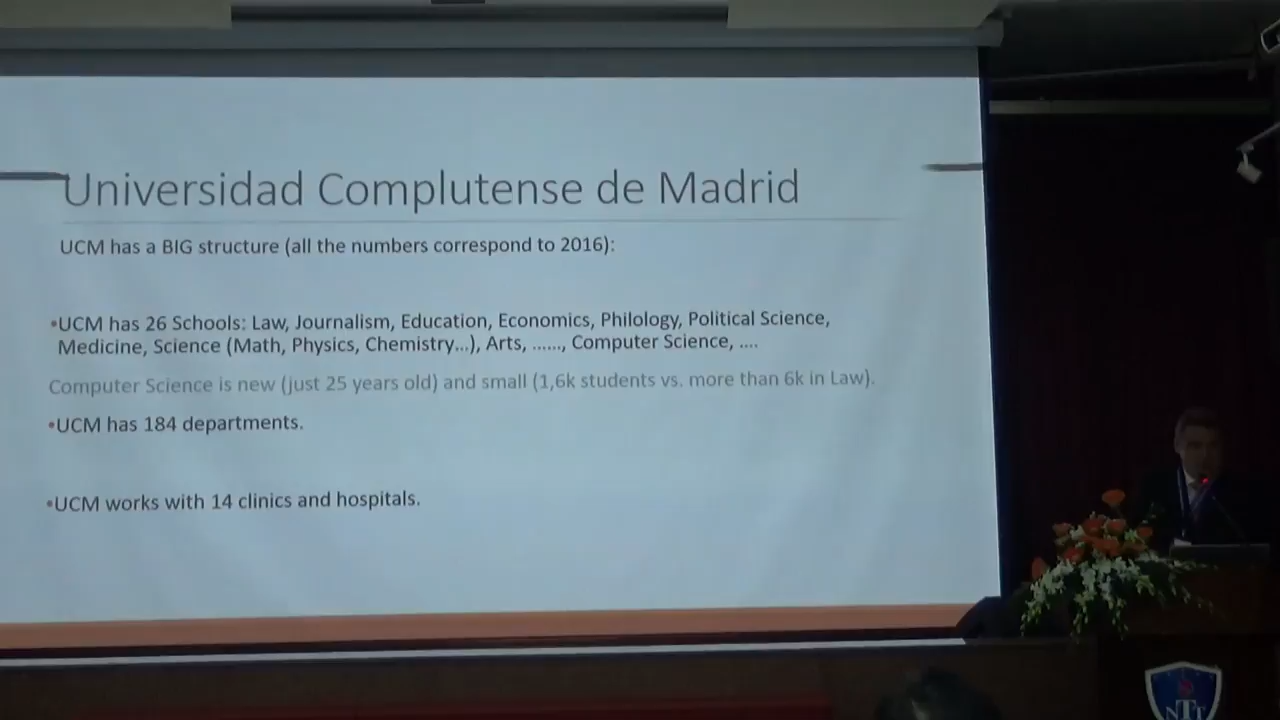 Universidad Complutense de Madrid
UCM has a BIG structure (all the numbers correspond to 2016):
•UCM has 26 Schools: Law, Journalism, Education, Economics, Philology, Political Science,
Medicine, Science (Math, Physics, Chemistry...), Arts, ......, Computer Science, ....
Computer Science is new (just 25 years old) and small (1,6k students vs. more than 6k in Law).
•UCM has 184 departments.
•UCM works with 14 clinics and hospitals.
NTT